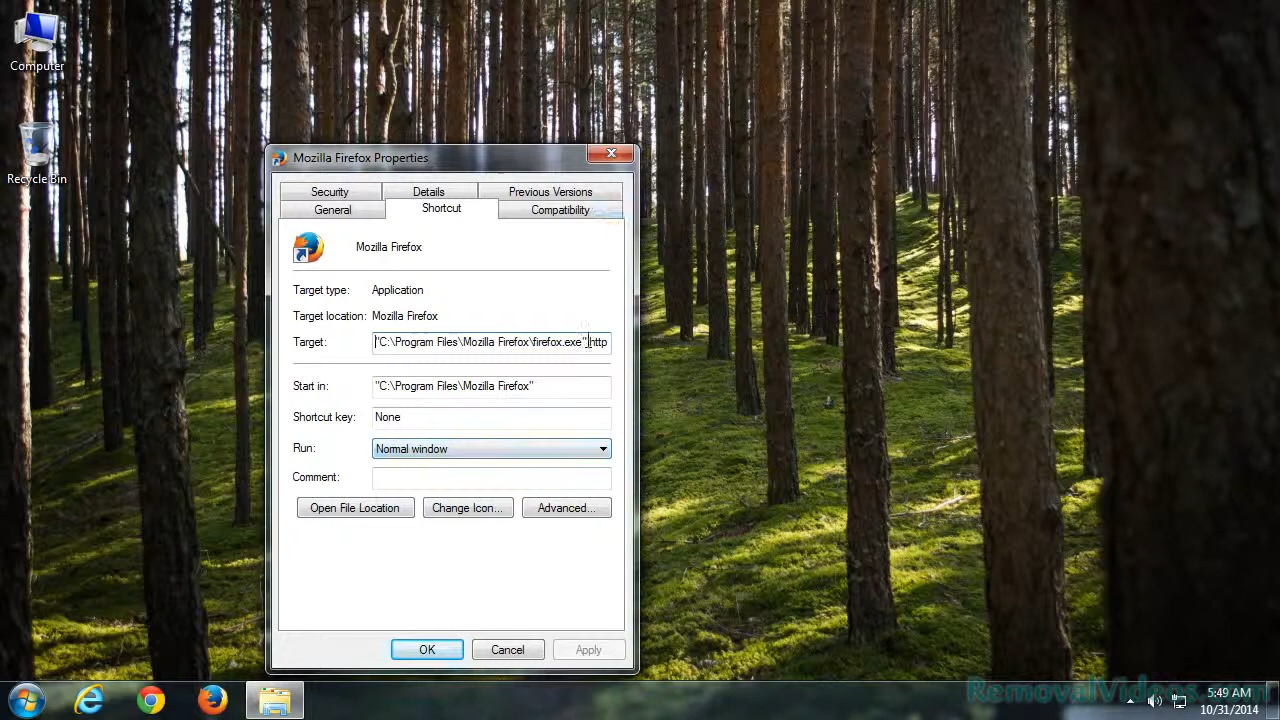 Computer
Recycle Bin
Mozilla Firefox Properties
Security
Details
Previous Versions
General
Shortcut
Compatibility
Mozilla Firefox
Target type:
Application
Target location:
Mozilla Firefox
Target:
"C:\Program Files\Mozilla Firefox\firefox.exe" http
Start in:
"C:\Program Files\Mozilla Firefox"
Shortcut key:
None
Run:
Normal window
Comment:
Open File Location
Change Icon...
Advanced...
OK
Cancel
Apply
RemovalVideos.com
5:49 AM
10/31/2014